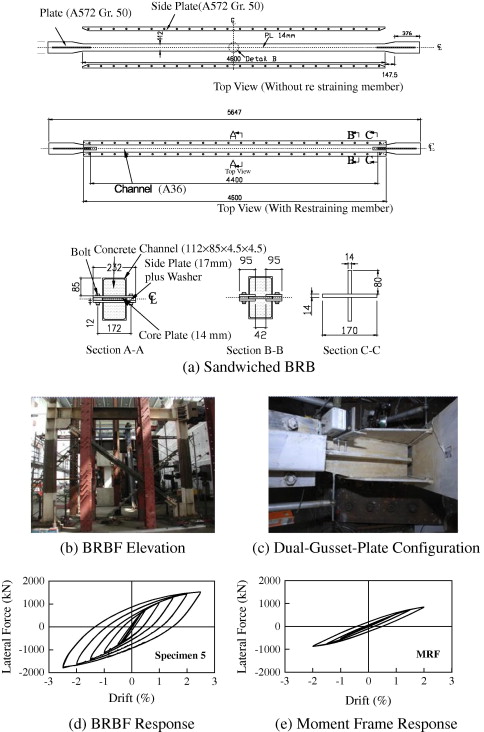 Side Plate(A572 Gr. 50)
Plate (A572 Gr. 50)
℄
412
PL 14mm
376
℄
4600 Detail B
147.5
Top View (Without re straining member)
5647
A
B C
℄
A
B C
Top View
Channel (A36)
4400
4600
Top View (With Restraining member)
Bolt Concrete Channel (112×85×4.5×4.5)
232 Side Plate (17mm)
plus Washer
85
℄
12
172
Core Plate (14 mm)
Section A-A
95 95
42
Section B-B
14
80
14
170
Section C-C
(a) Sandwiched BRB
(b) BRBF Elevation
(c) Dual-Gusset-Plate Configuration
Lateral Force (kN)
2000
1000
0
-1000
-2000
Specimen 5
-3 -2 -1 0 1 2 3
Drift (%)
(d) BRBF Response
Lateral Force (kN)
2000
1000
0
-1000
-2000
MRF
-3 -2 -1 0 1 2 3
Drift (%)
(e) Moment Frame Response